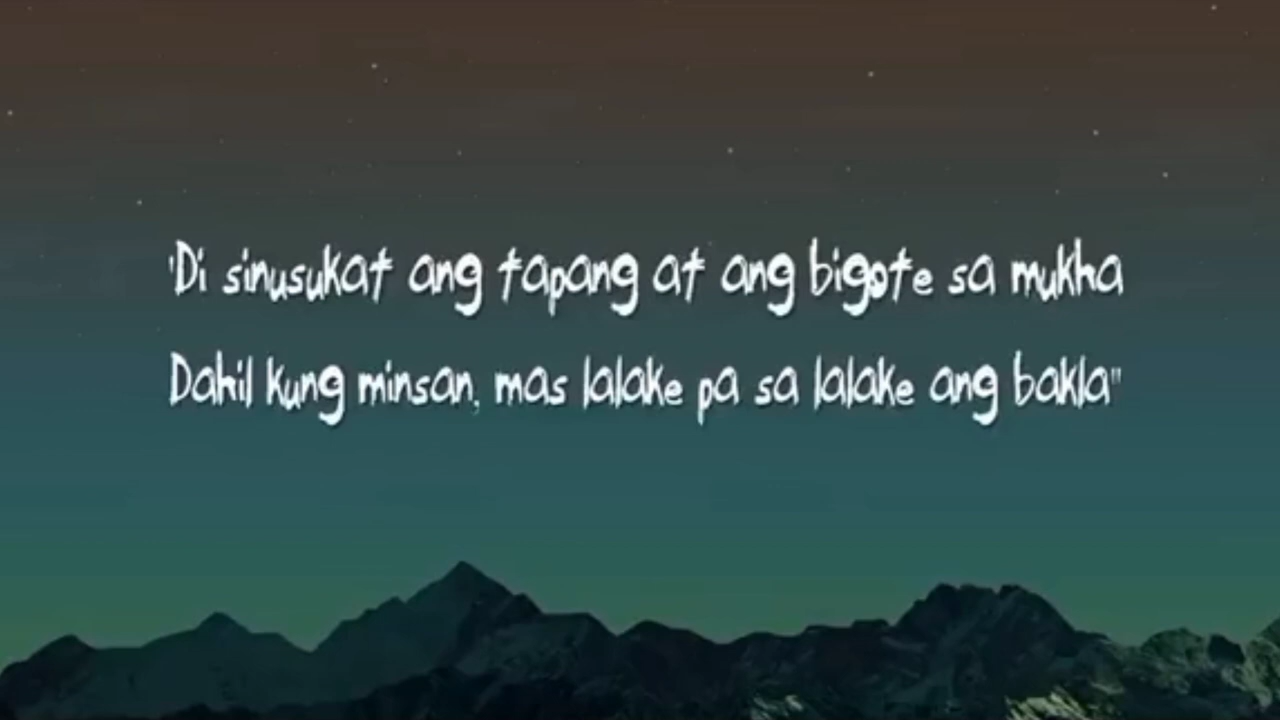 'Di sinusukat ang tapang at ang bigote sa mukha
Dahil kung minsan, mas lalake pa sa lalake ang bakla"